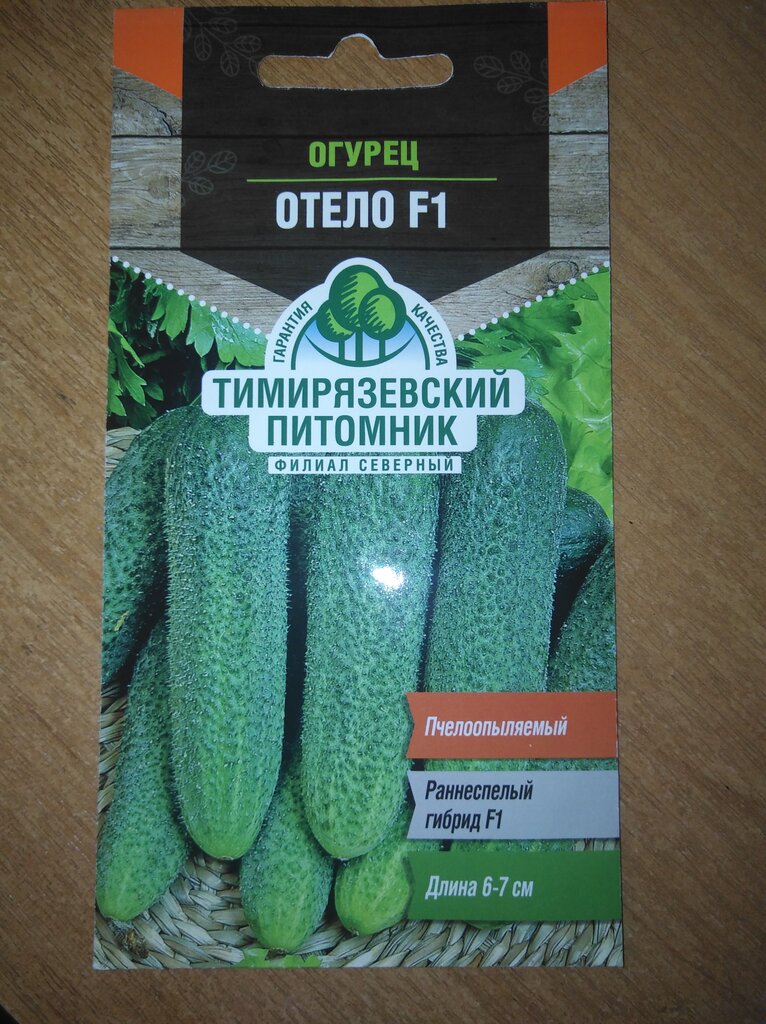 ОГУРЕЦ
ОТЕЛО F1
ГАРАНТИЯ КАЧЕСТВА
ТИМИРЯЗЕВСКИЙ
ПИТОМНИК
ФИЛИАЛ СЕВЕРНЫЙ
Пчелоопыляемый
Раннеспелый
гибрид F1
Длина 6-7 см